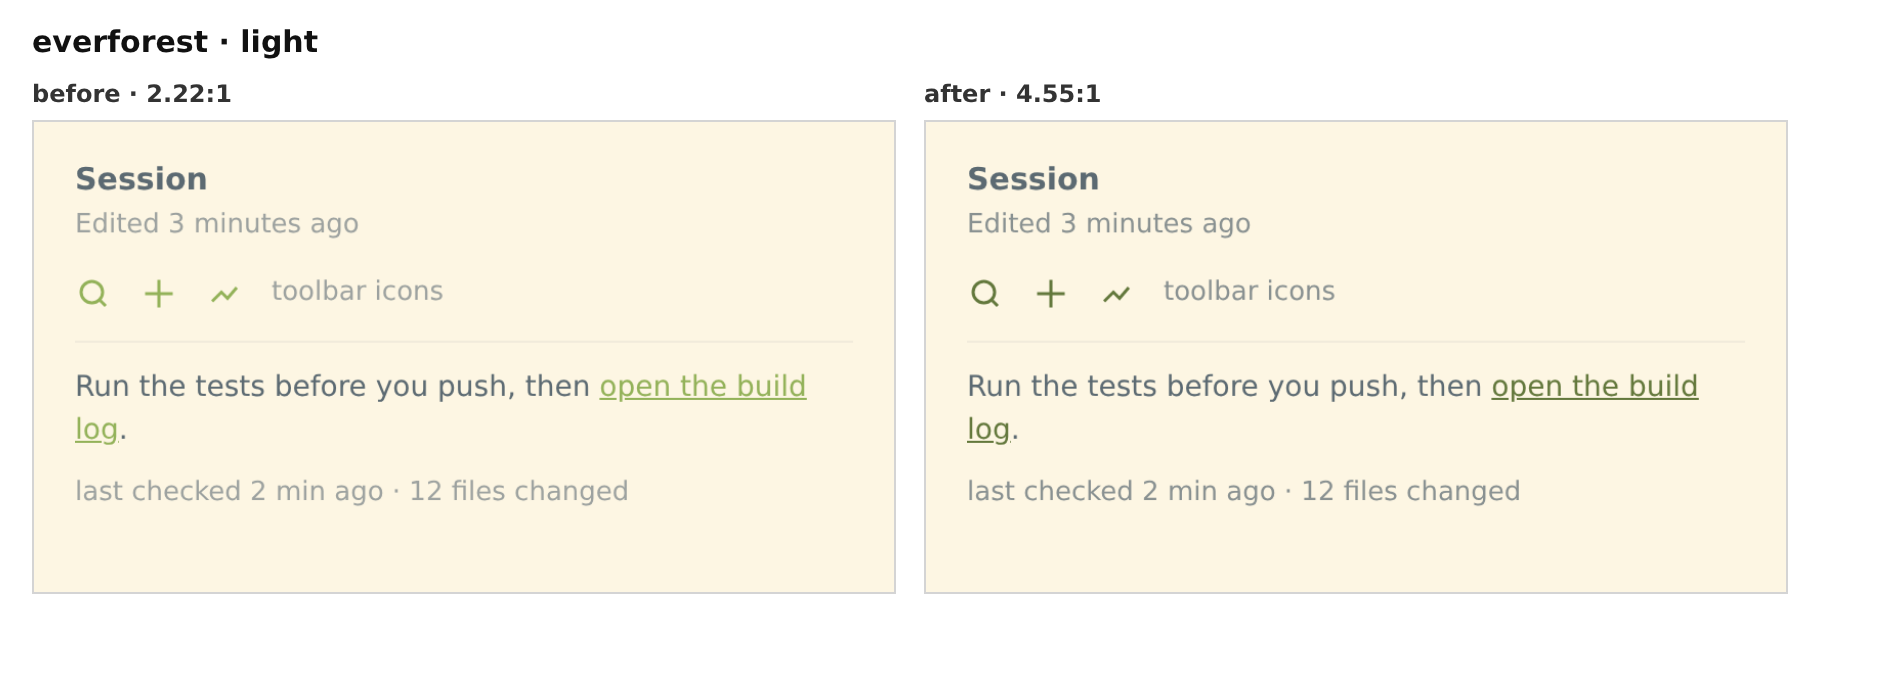 everforest · light
before · 2.22:1
Session
Edited 3 minutes ago
toolbar icons
Run the tests before you push, then open the build
log.
last checked 2 min ago · 12 files changed
after · 4.55:1
Session
Edited 3 minutes ago
toolbar icons
Run the tests before you push, then open the build
log.
last checked 2 min ago · 12 files changed